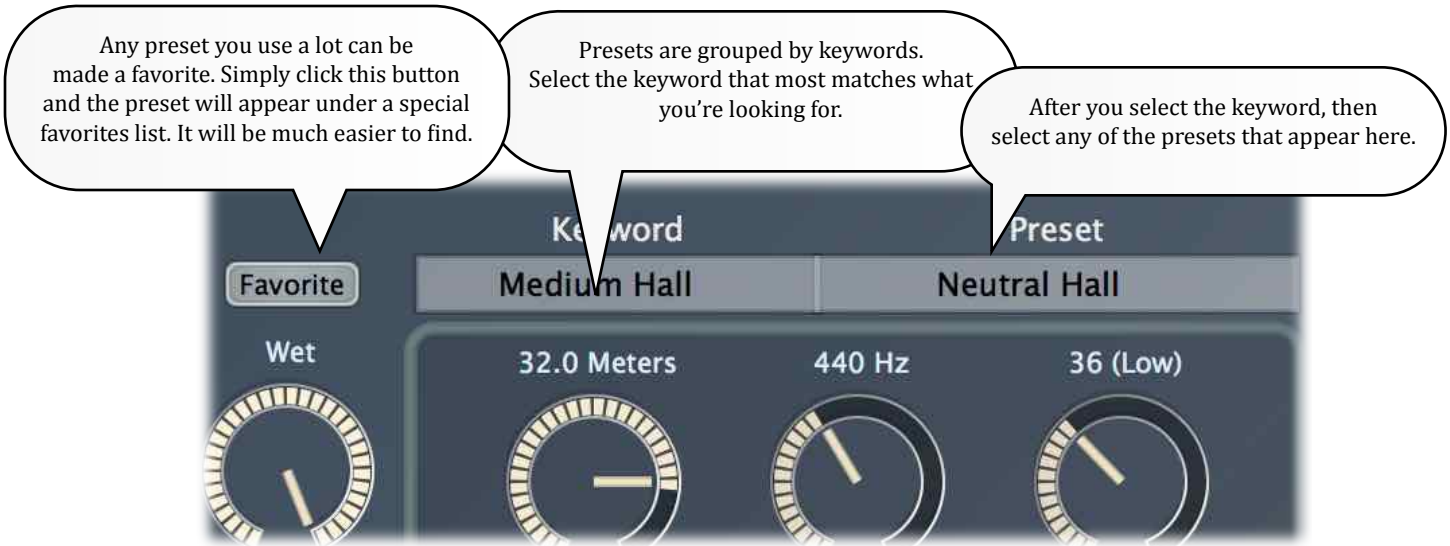 Any preset you use a lot can be
made a favorite. Simply click this button
and the preset will appear under a special
favorites list. It will be much easier to find.
Presets are grouped by keywords.
Select the keyword that most matches what
you’re looking for.
After you select the keyword, then
select any of the presets that appear here.
Keyword
Preset
Favorite
Medium Hall
Neutral Hall
Wet
32.0 Meters
440 Hz
36 (Low)